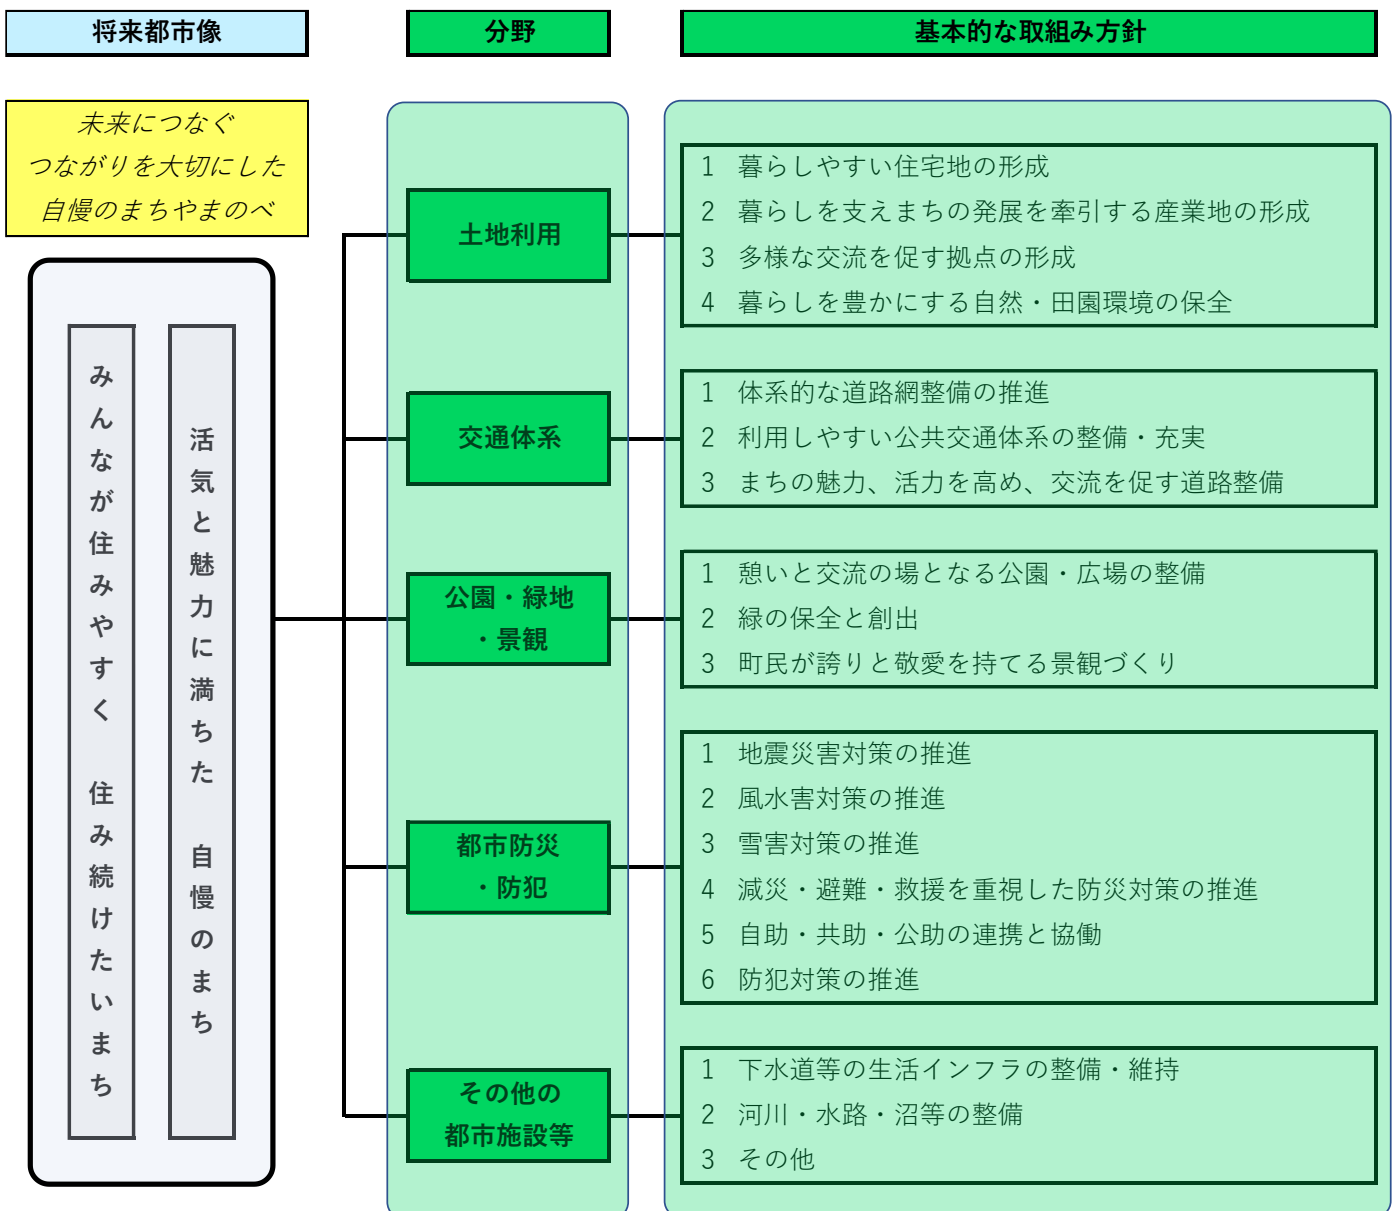 将来都市像
分野
基本的な取組み方針
未来につなぐ
つながりを大切にした
自慢のまちやまのべ
活気と魅力に満ちた　自慢のまち
みんなが住みやすく　住み続けたいまち
土地利用
1　暮らしやすい住宅地の形成
2　暮らしを支えまちの発展を牽引する産業地の形成
3　多様な交流を促す拠点の形成
4　暮らしを豊かにする自然・田園環境の保全
交通体系
1　体系的な道路網整備の推進
2　利用しやすい公共交通体系の整備・充実
3　まちの魅力、活力を高め、交流を促す道路整備
公園・緑地
・景観
1　憩いと交流の場となる公園・広場の整備
2　緑の保全と創出
3　町民が誇りと敬愛を持てる景観づくり
都市防災
・防犯
1　地震災害対策の推進
2　風水害対策の推進
3　雪害対策の推進
4　減災・避難・救援を重視した防災対策の推進
5　自助・共助・公助の連携と協働
6　防犯対策の推進
その他の
都市施設等
1　下水道等の生活インフラの整備・維持
2　河川・水路・沼等の整備
3　その他